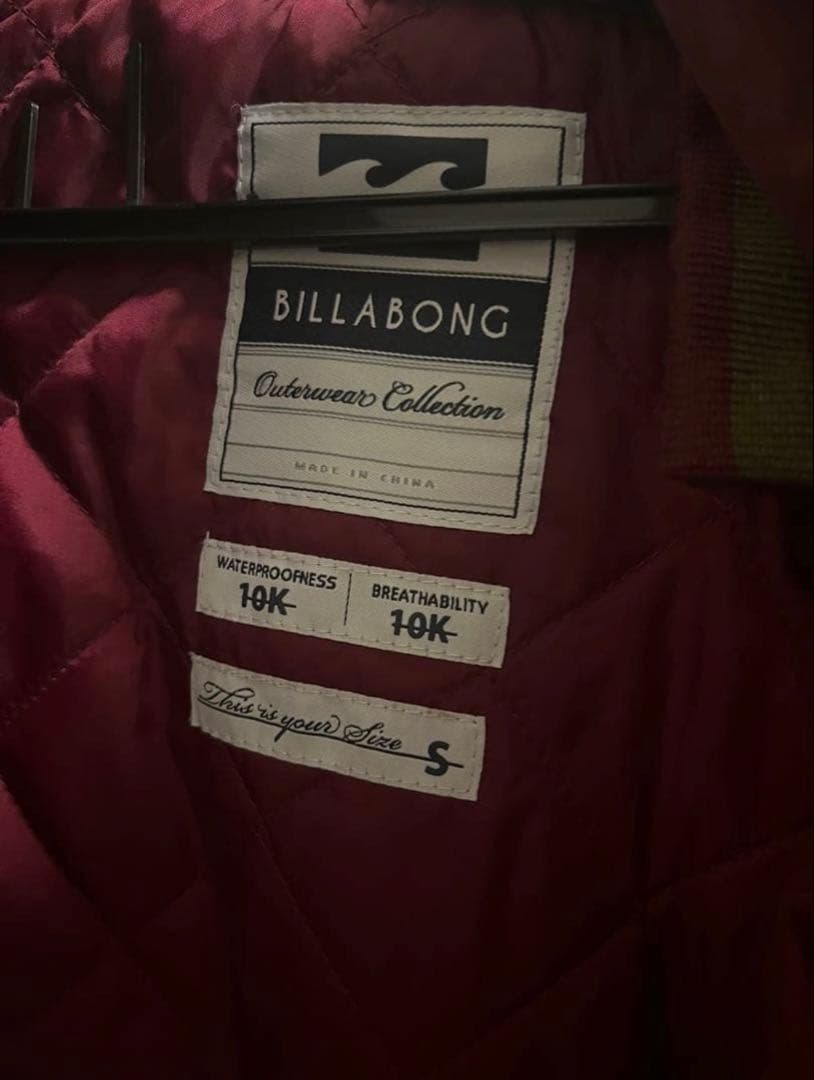 BILLABONG
Outerwear Collection
MADE IN CHINA
WATERPROOFNESS
10K
BREATHABILITY
10K
This is your Size S